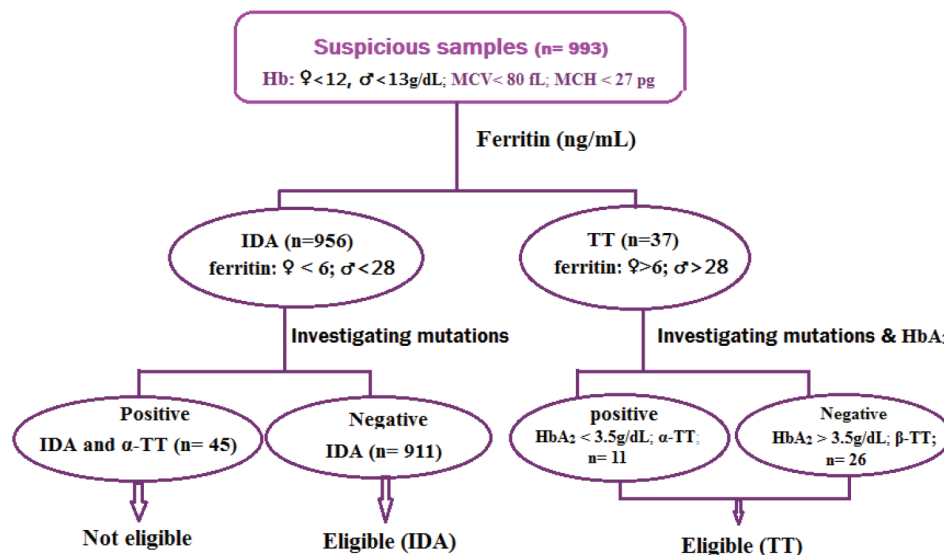 Suspicious samples (n= 993)
Hb: ♀<12, ♂<13g/dL; MCV< 80 fL; MCH < 27 pg
Ferritin (ng/mL)
IDA (n=956)
ferritin: ♀ < 6; ♂<28
TT (n=37)
ferritin: ♀>6; ♂>28
Investigating mutations
Investigating mutations & HbA₂
Positive
IDA and α-TT (n= 45)
Negative
IDA (n= 911)
positive
HbA₂ < 3.5g/dL; α-TT;
n= 11
Negative
HbA₂ > 3.5g/dL; β-TT;
n= 26
Not eligible
Eligible (IDA)
Eligible (TT)